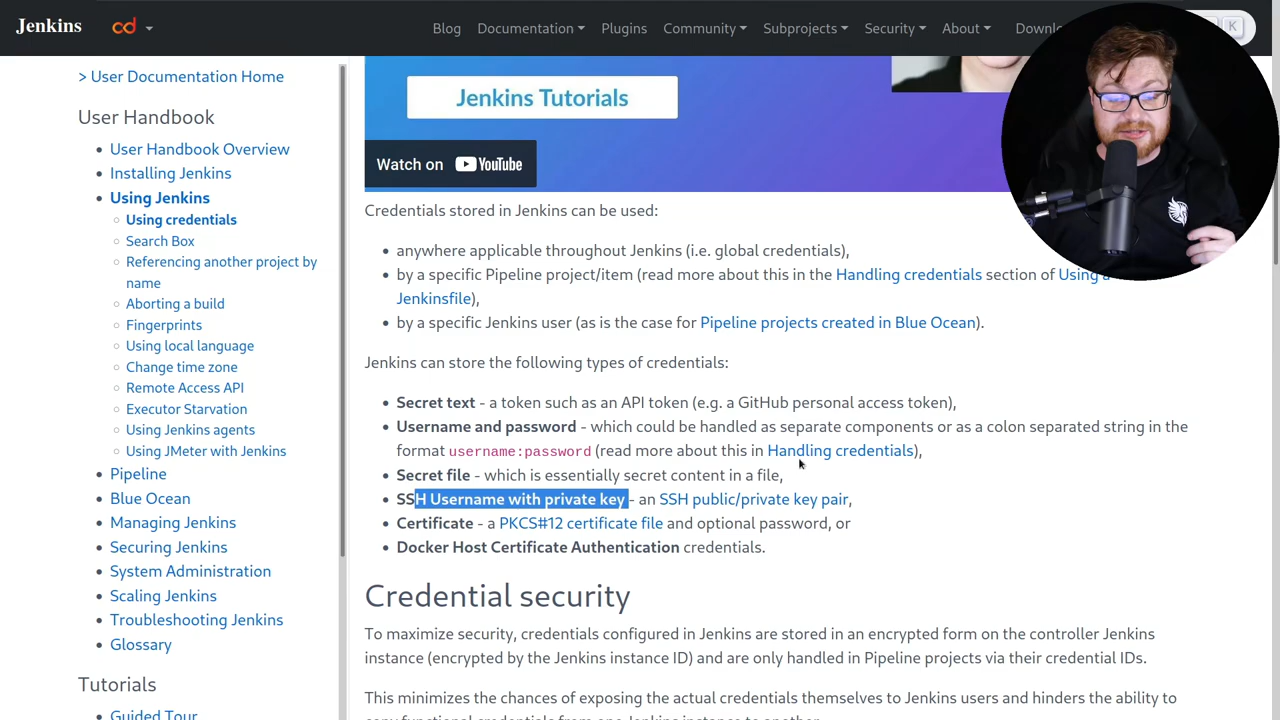 Jenkins
cd
Blog Documentation Plugins Community Subprojects Security About Downlo
K
> User Documentation Home
User Handbook
User Handbook Overview
Installing Jenkins
Using Jenkins
Using credentials
Search Box
Referencing another project by
name
Aborting a build
Fingerprints
Using local language
Change time zone
Remote Access API
Executor Starvation
Using Jenkins agents
Using JMeter with Jenkins
Pipeline
Blue Ocean
Managing Jenkins
Securing Jenkins
System Administration
Scaling Jenkins
Troubleshooting Jenkins
Glossary
Tutorials
Guided Tour
Jenkins Tutorials
Watch on YouTube
Credentials stored in Jenkins can be used:
anywhere applicable throughout Jenkins (i.e. global credentials),
by a specific Pipeline project/item (read more about this in the Handling credentials section of Using a
Jenkinsfile),
by a specific Jenkins user (as is the case for Pipeline projects created in Blue Ocean).
Jenkins can store the following types of credentials:
Secret text - a token such as an API token (e.g. a GitHub personal access token),
Username and password - which could be handled as separate components or as a colon separated string in the
format username:password (read more about this in Handling credentials),
Secret file - which is essentially secret content in a file,
SSH Username with private key - an SSH public/private key pair,
Certificate - a PKCS#12 certificate file and optional password, or
Docker Host Certificate Authentication credentials.
Credential security
To maximize security, credentials configured in Jenkins are stored in an encrypted form on the controller Jenkins
instance (encrypted by the Jenkins instance ID) and are only handled in Pipeline projects via their credential IDs.
This minimizes the chances of exposing the actual credentials themselves to Jenkins users and hinders the ability to
copy functional credentials from one Jenkins instance to another.